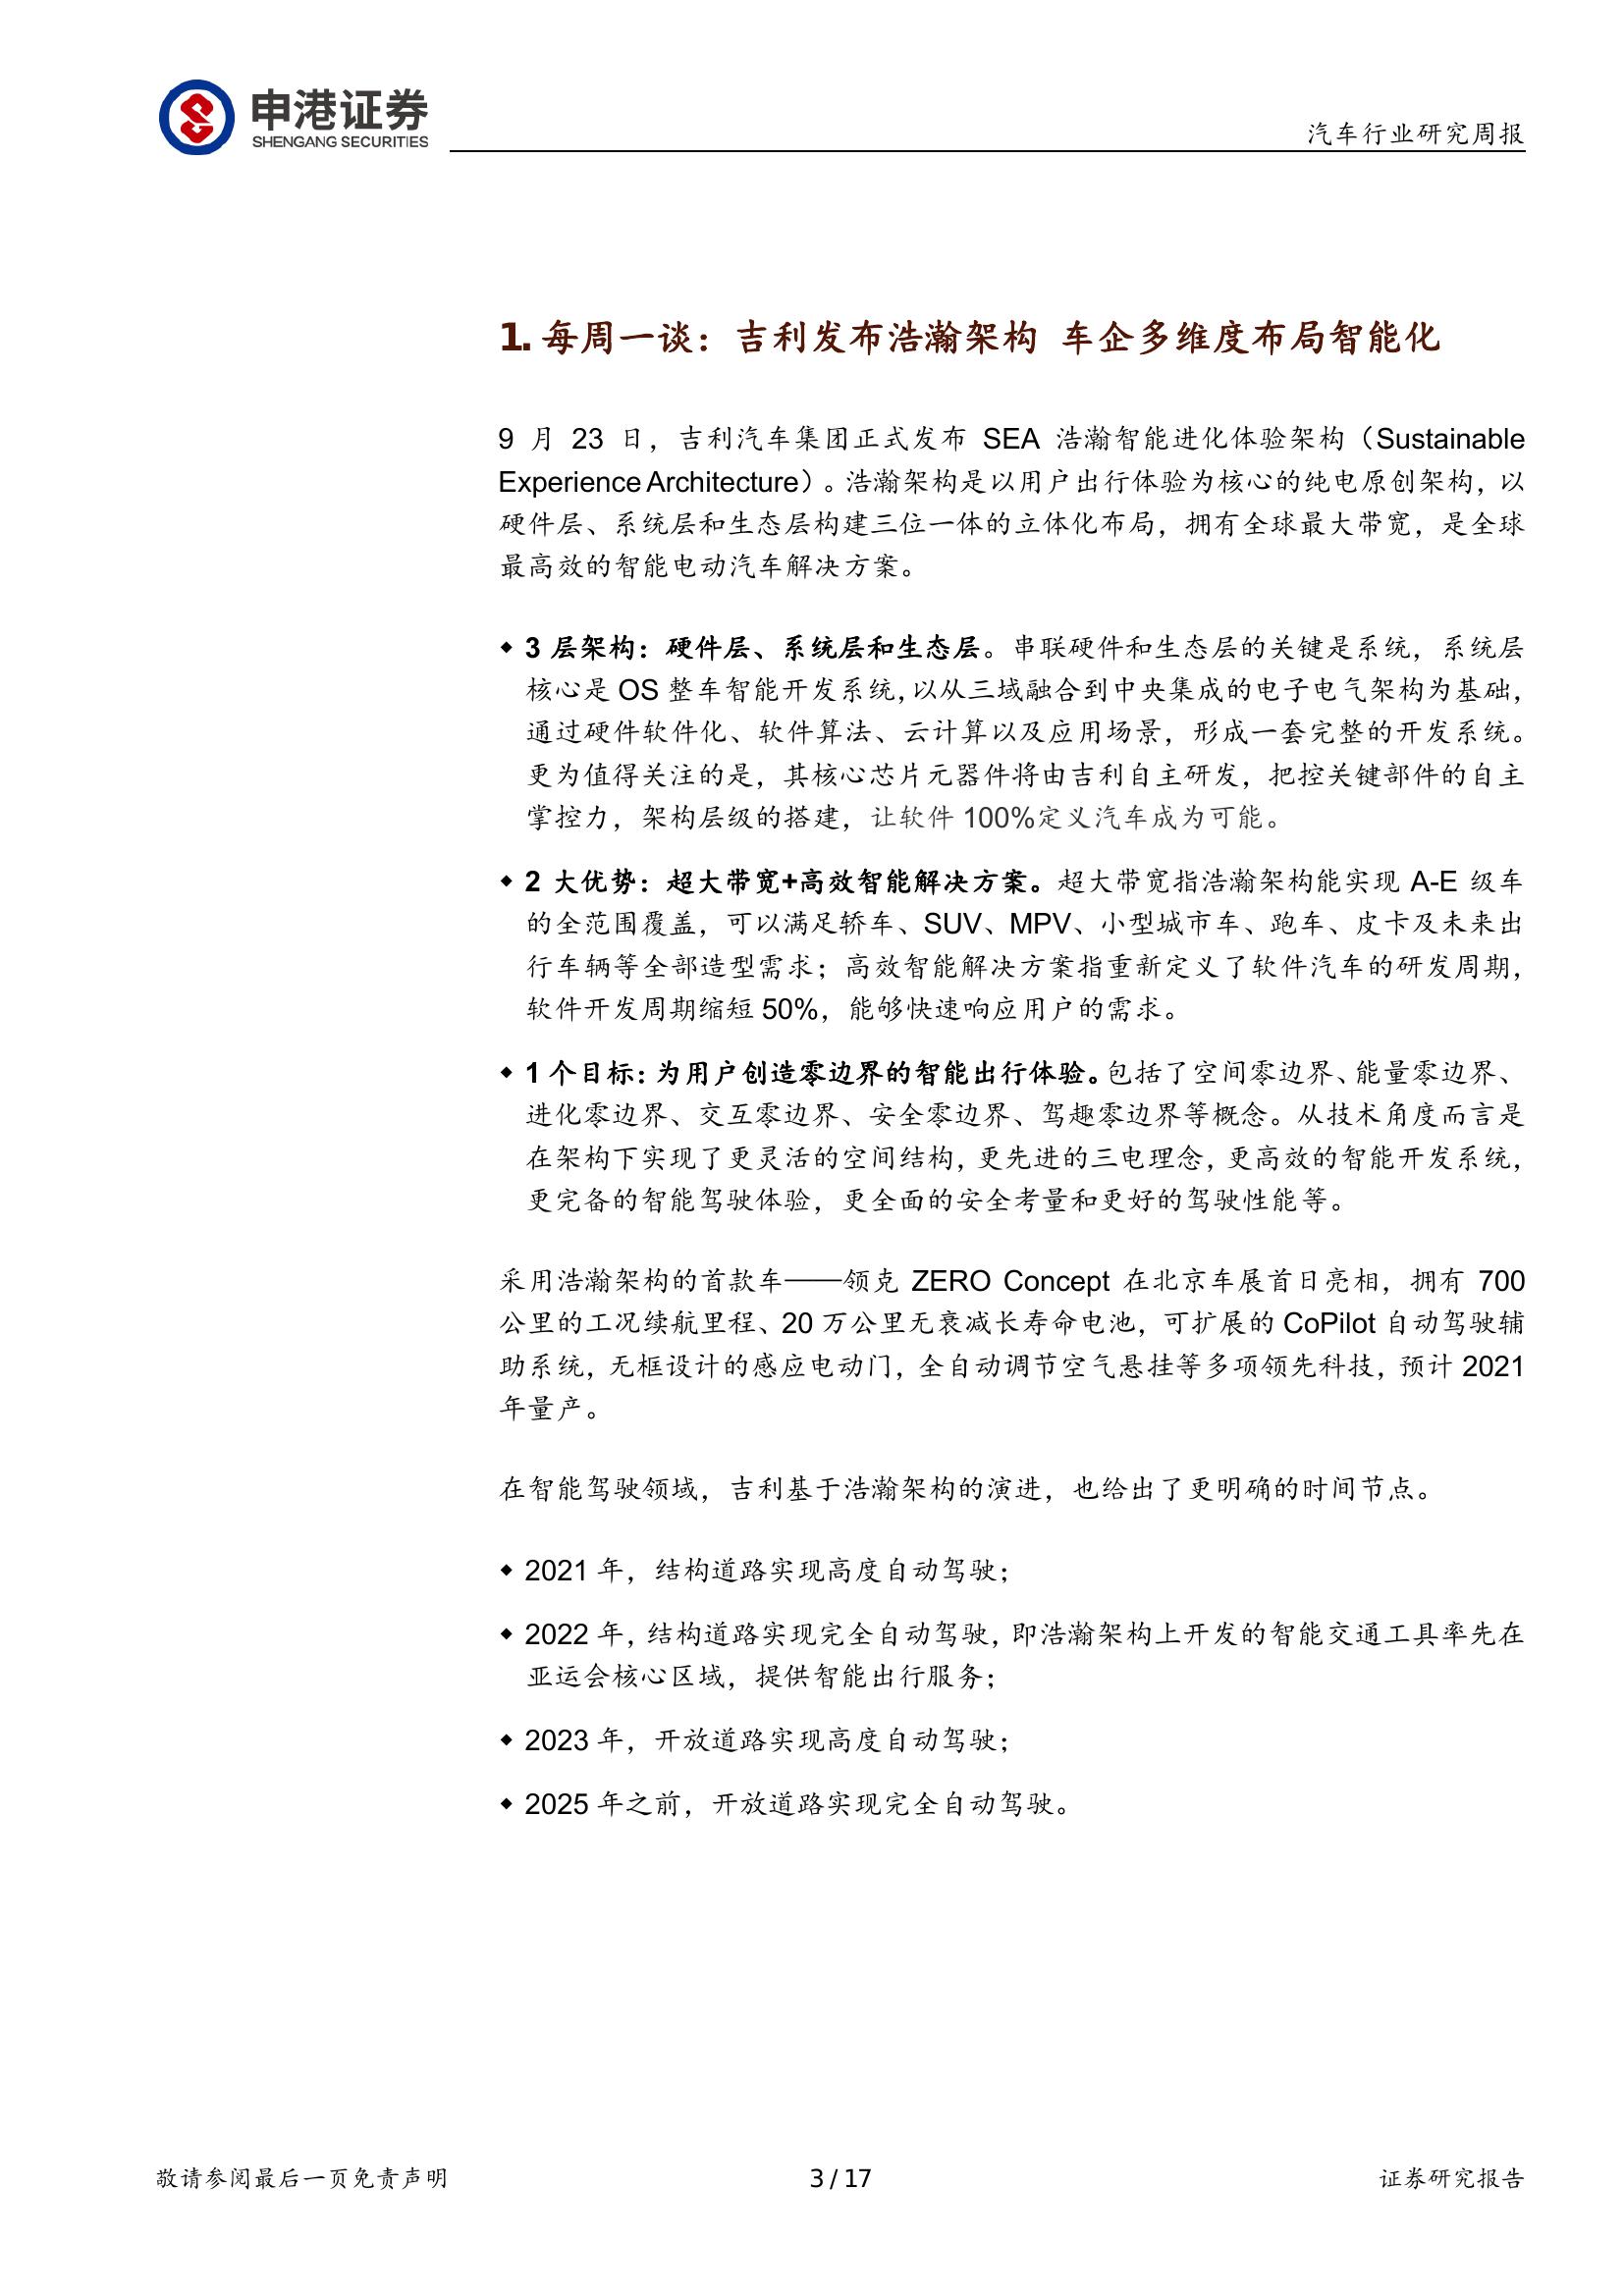 申港证券
SHENGANG SECURITIES
汽车行业研究周报
1. 每周一谈：吉利发布浩瀚架构 车企多维度布局智能化
9 月 23 日，吉利汽车集团正式发布 SEA 浩瀚智能进化体验架构（Sustainable
Experience Architecture）。浩瀚架构是以用户出行体验为核心的纯电原创架构，以
硬件层、系统层和生态层构建三位一体的立体化布局，拥有全球最大带宽，是全球
最高效的智能电动汽车解决方案。
◆ 3 层架构：硬件层、系统层和生态层。串联硬件和生态层的关键是系统，系统层
核心是 OS 整车智能开发系统，以从三域融合到中央集成的电子电气架构为基础，
通过硬件软件化、软件算法、云计算以及应用场景，形成一套完整的开发系统。
更为值得关注的是，其核心芯片元器件将由吉利自主研发，把控关键部件的自主
掌控力，架构层级的搭建，让软件 100%定义汽车成为可能。
◆ 2 大优势：超大带宽+高效智能解决方案。超大带宽指浩瀚架构能实现 A-E 级车
的全范围覆盖，可以满足轿车、SUV、MPV、小型城市车、跑车、皮卡及未来出
行车辆等全部造型需求；高效智能解决方案指重新定义了软件汽车的研发周期，
软件开发周期缩短 50%，能够快速响应用户的需求。
◆ 1 个目标：为用户创造零边界的智能出行体验。包括了空间零边界、能量零边界、
进化零边界、交互零边界、安全零边界、驾趣零边界等概念。从技术角度而言是
在架构下实现了更灵活的空间结构，更先进的三电理念，更高效的智能开发系统，
更完备的智能驾驶体验，更全面的安全考量和更好的驾驶性能等。
采用浩瀚架构的首款车——领克 ZERO Concept 在北京车展首日亮相，拥有 700
公里的工况续航里程、20 万公里无衰减长寿命电池，可扩展的 CoPilot 自动驾驶辅
助系统，无框设计的感应电动门，全自动调节空气悬挂等多项领先科技，预计 2021
年量产。
在智能驾驶领域，吉利基于浩瀚架构的演进，也给出了更明确的时间节点。
◆ 2021 年，结构道路实现高度自动驾驶；
◆ 2022 年，结构道路实现完全自动驾驶，即浩瀚架构上开发的智能交通工具率先在
亚运会核心区域，提供智能出行服务；
◆ 2023 年，开放道路实现高度自动驾驶；
◆ 2025 年之前，开放道路实现完全自动驾驶。
敬请参阅最后一页免责声明
3 / 17
证券研究报告